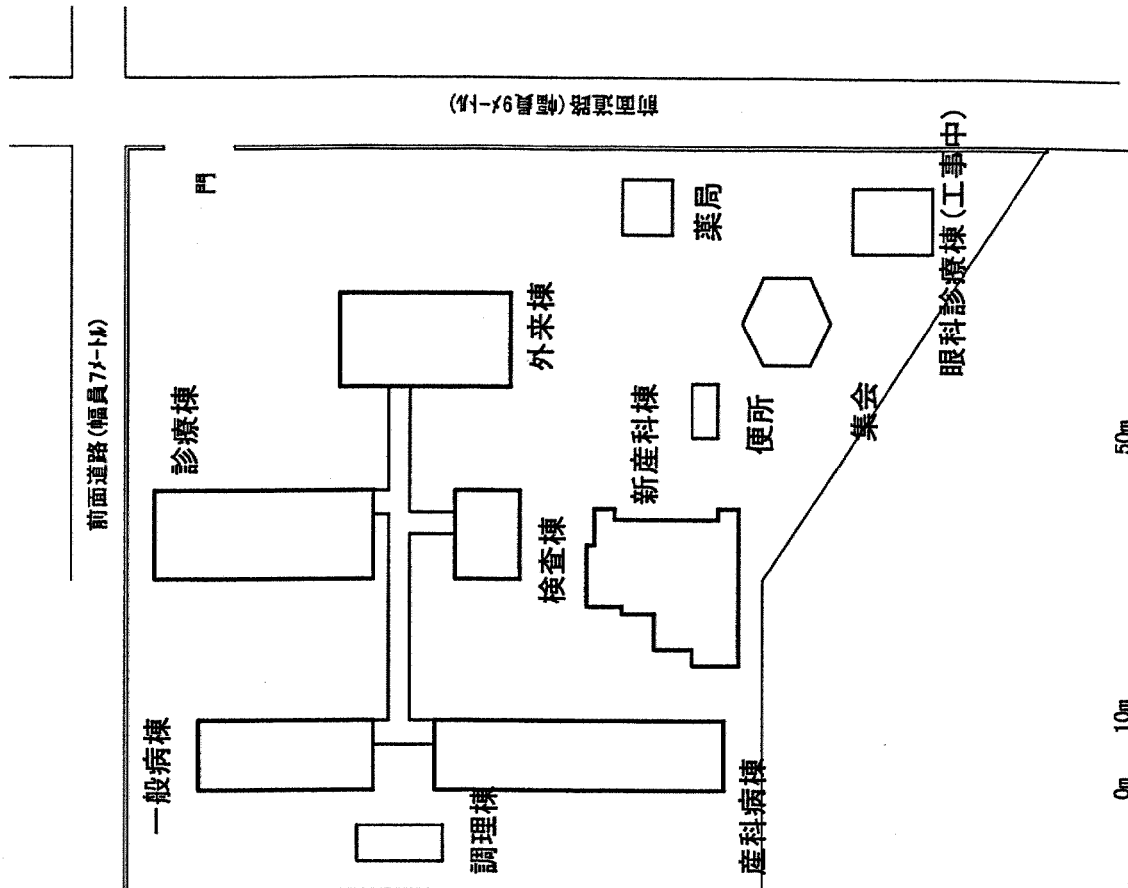 前面道路(幅員9メートル)
門
薬局
眼科診療棟(工事中)
前面道路(幅員7メートル)
外来棟
診療棟
新産科棟
便所
集会
検査棟
一般病棟
調理棟
産科病棟
0m 10m 50m